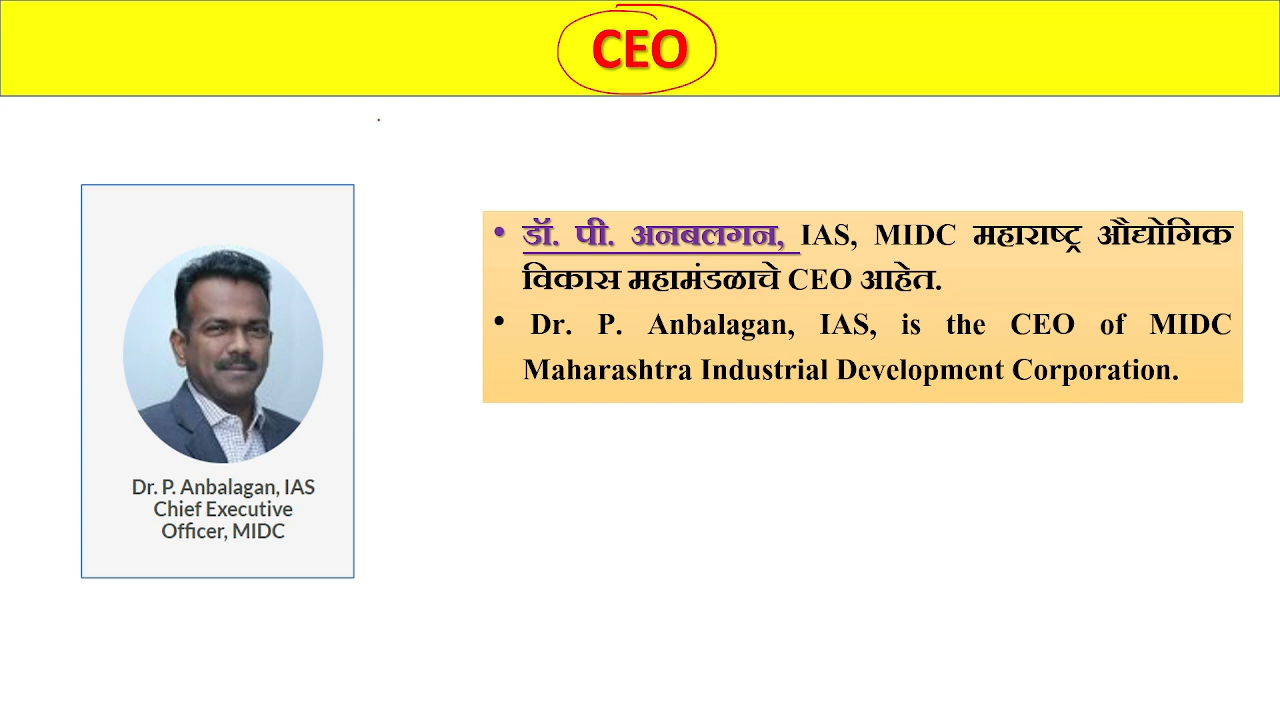 CEO
Dr. P. Anbalagan, IAS
Chief Executive
Officer, MIDC
• डॉ. पी. अनबलगन, IAS, MIDC महाराष्ट्र औद्योगिक
विकास महामंडळाचे CEO आहेत.
• Dr. P. Anbalagan, IAS, is the CEO of MIDC
Maharashtra Industrial Development Corporation.